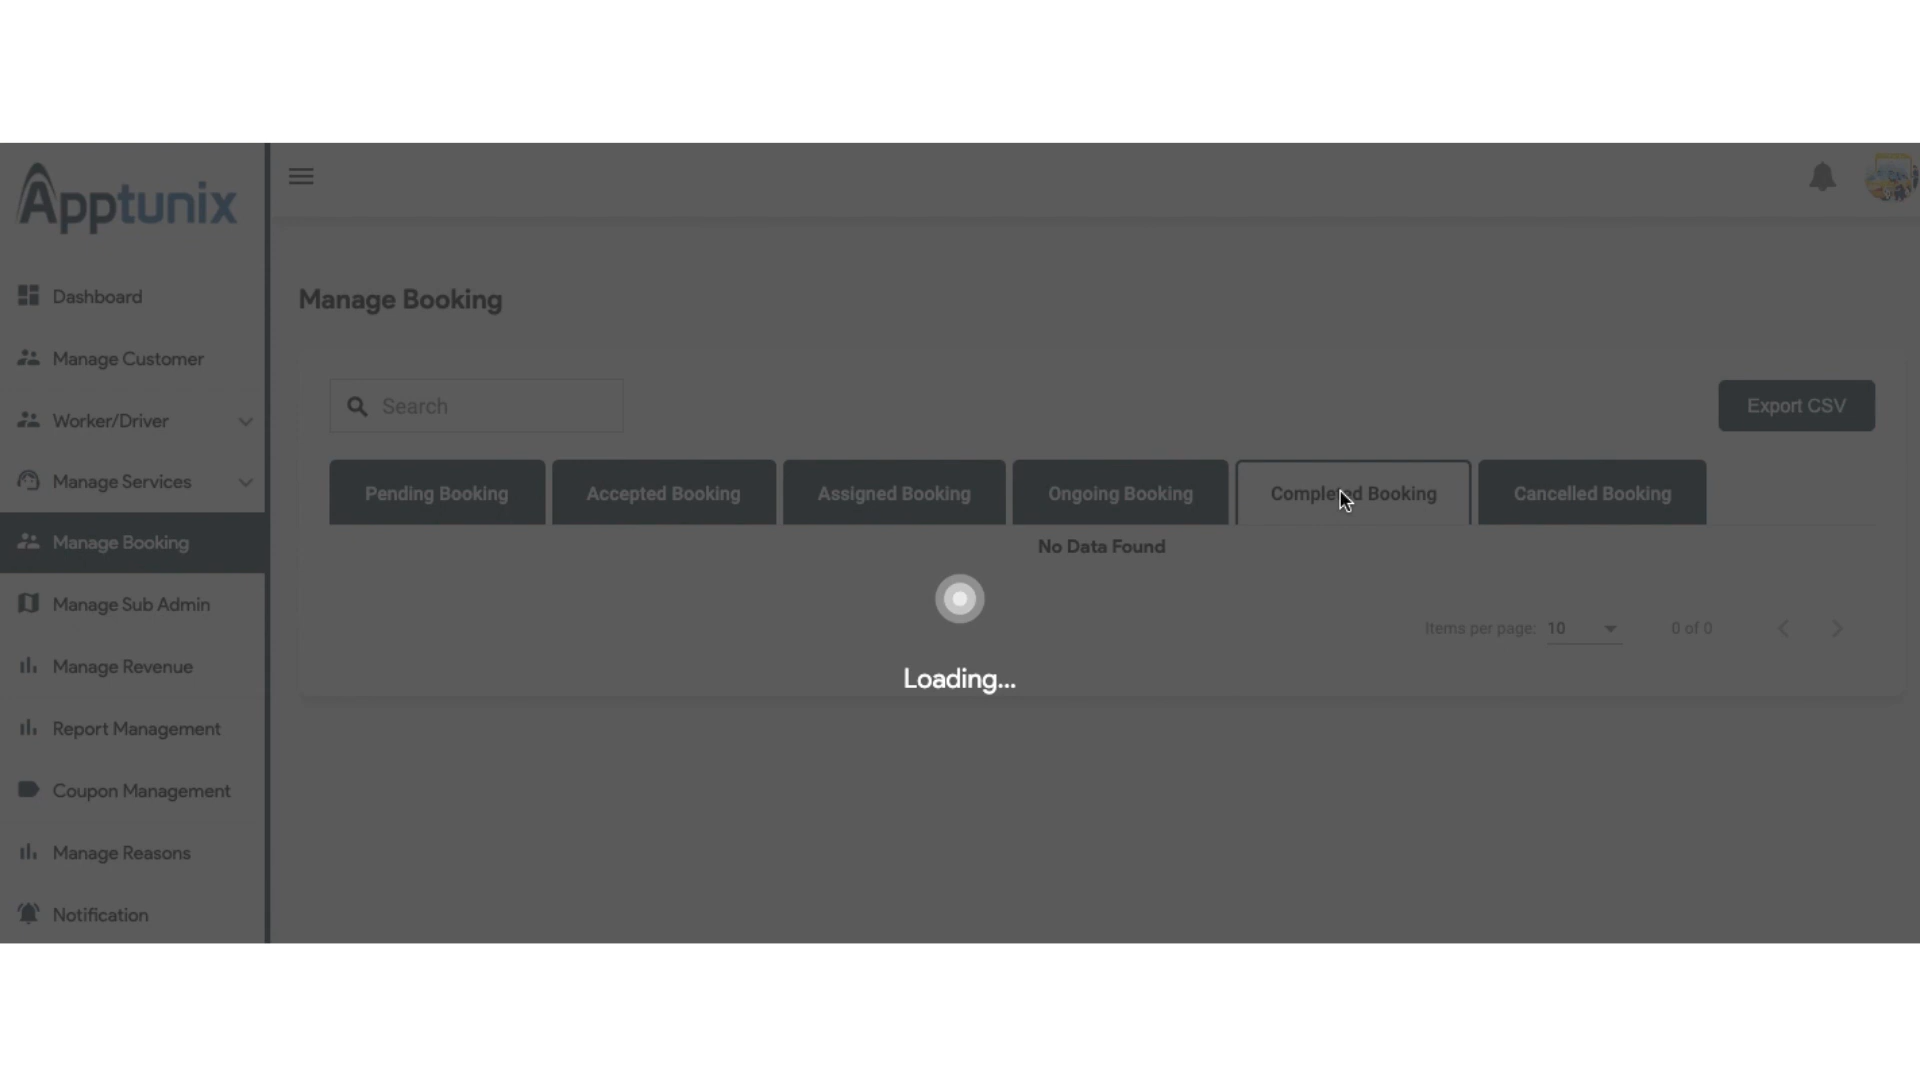 Apptunix
Dashboard
Manage Customer
Worker/Driver
Manage Services
Manage Booking
Manage Sub Admin
Manage Revenue
Report Management
Coupon Management
Manage Reasons
Notification
Manage Booking
Search
Export CSV
Pending Booking
Accepted Booking
Assigned Booking
Ongoing Booking
Completed Booking
Cancelled Booking
No Data Found
Items per page: 10
0 of 0
Loading...